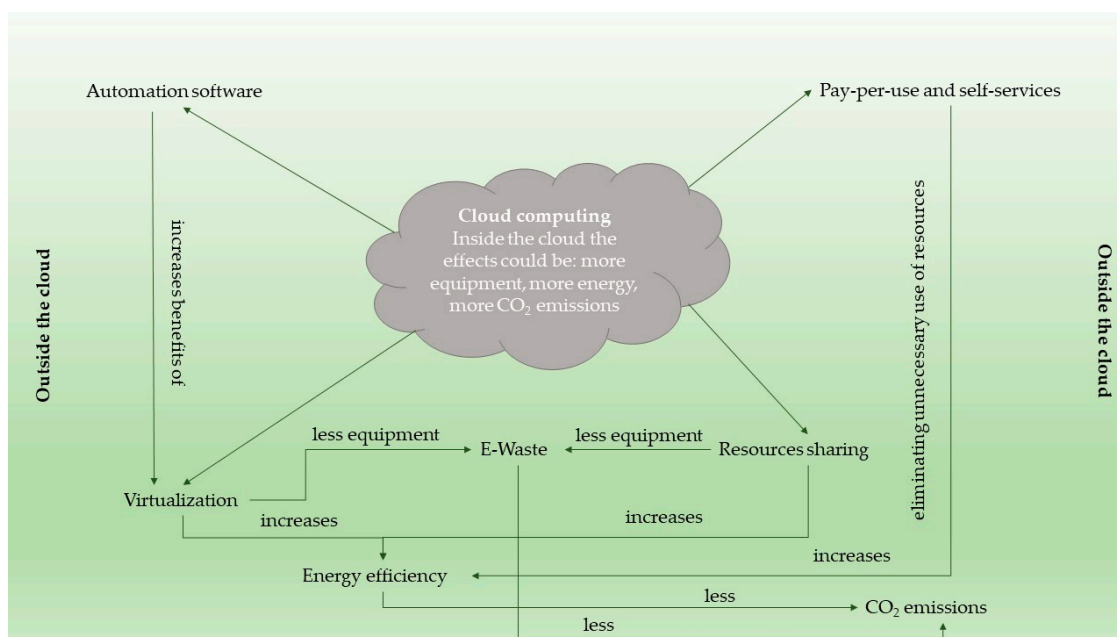 Automation software
Pay-per-use and self-services
Cloud computing
Inside the cloud the
effects could be: more
equipment, more energy,
more CO₂ emissions
Outside the cloud
increases benefits of
eliminating unnecessary use of resources
Outside the cloud
less equipment
E-Waste
less equipment
Resources sharing
Virtualization
increases
increases
increases
Energy efficiency
less
CO₂ emissions
less